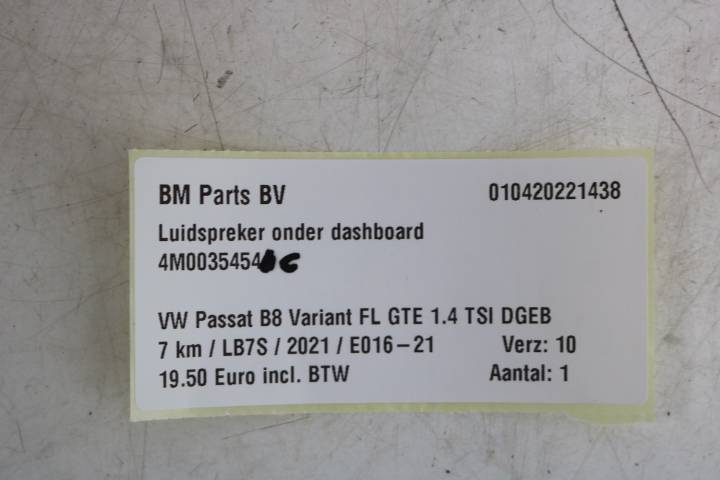 BM Parts BV 010420221438
Luidspreker onder dashboard
4M0035454 C
VW Passat B8 Variant FL GTE 1.4 TSI DGEB
7 km / LB7S / 2021 / E016-21 Verz: 10
19.50 Euro incl. BTW Aantal: 1